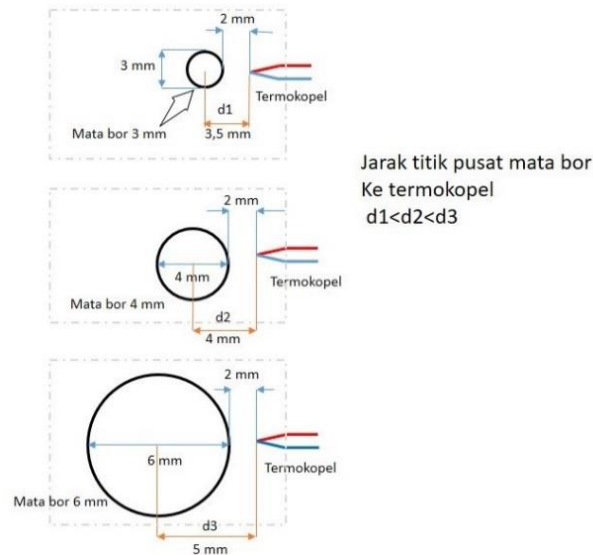 2 mm
3 mm
Termokopel
d1
Mata bor 3 mm
3,5 mm
Jarak titik pusat mata bor
Ke termokopel
d1<d2<d3
2 mm
4 mm
Termokopel
Mata bor 4 mm
d2
4 mm
2 mm
6 mm
Termokopel
Mata bor 6 mm
d3
5 mm